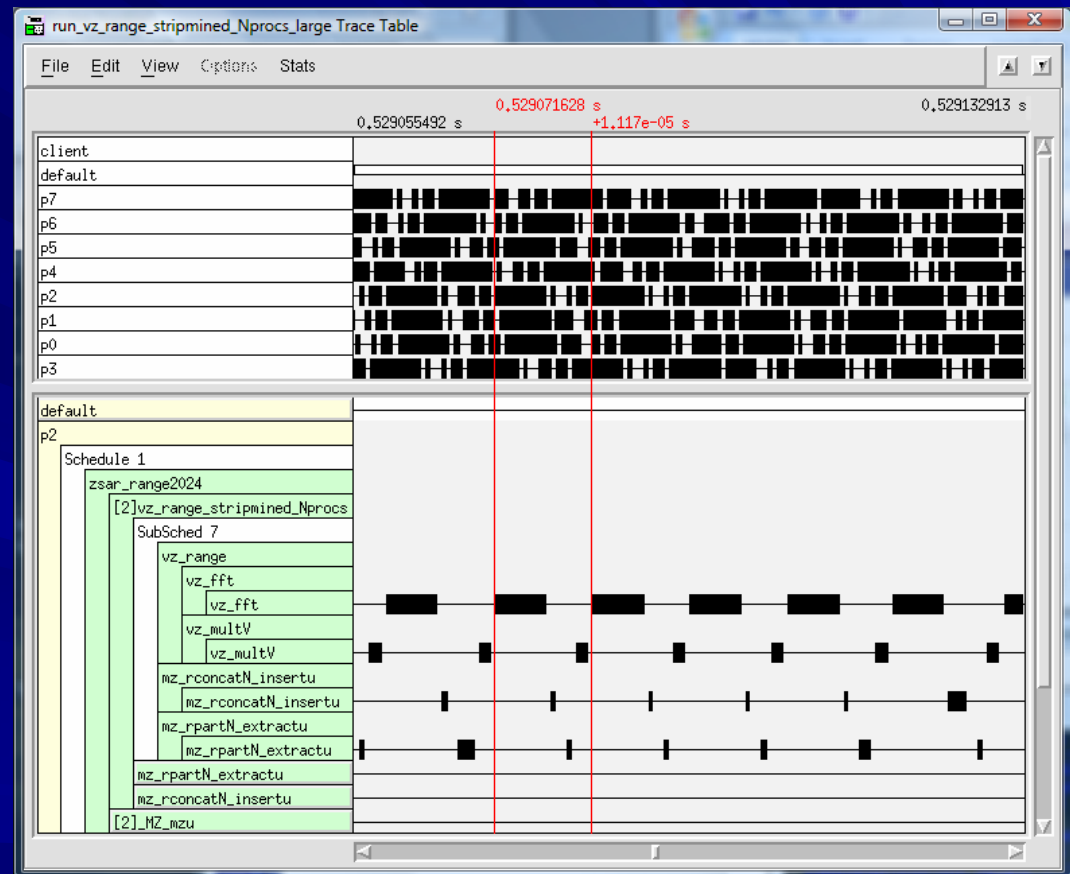 run_vz_range_stripmined_Nprocs_large Trace Table
File Edit View Options Stats
0.529071628 s 0.529132913 s
0.529055492 s +1.117e-05 s
client
default
p7
p6
p5
p4
p2
p1
p0
p3
default
p2
Schedule 1
zsar_range2024
[2]vz_range_stripmined_Nprocs
SubSched 7
vz_range
vz_fft
vz_fft
vz_multV
vz_multV
mz_rconcatN_insertu
mz_rconcatN_insertu
mz_rpartN_extractu
mz_rpartN_extractu
mz_rpartN_extractu
mz_rconcatN_insertu
[2]_MZ_mzu